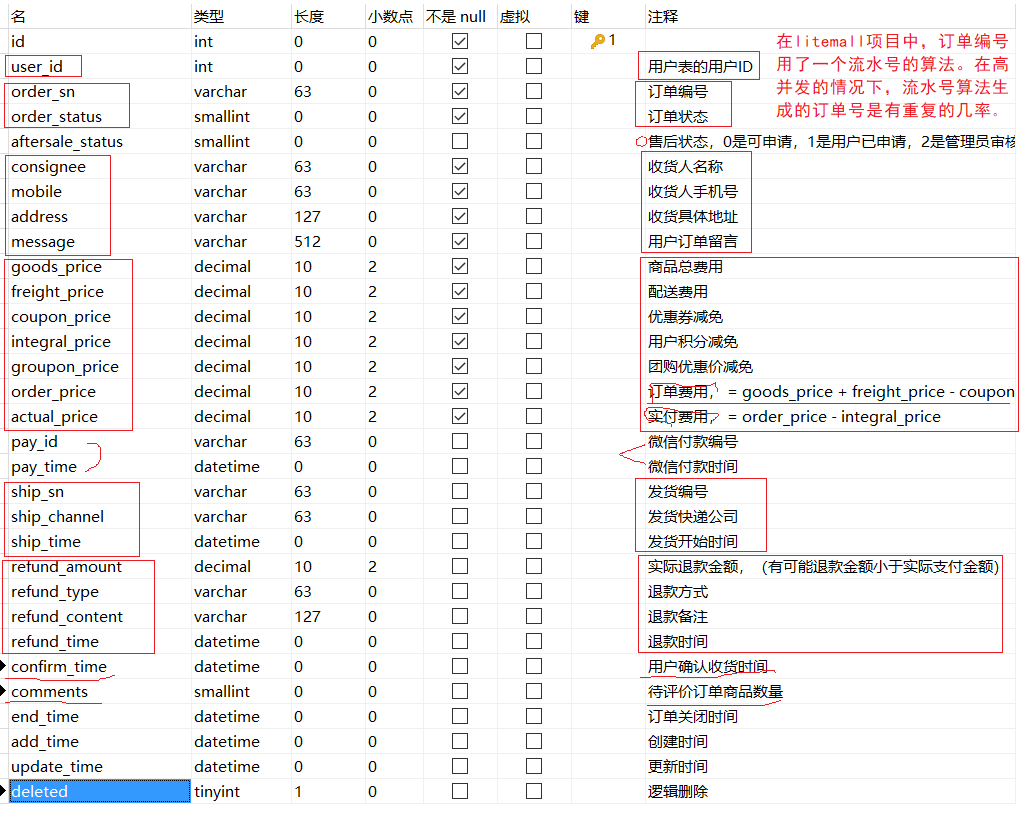 名 类型 长度 小数点 不是 null 虚拟 键 注释
id int 0 0 1
user_id int 0 0 用户表的用户ID
order_sn varchar 63 0 订单编号
order_status smallint 0 0 订单状态
在litemall项目中，订单编号
用了一个流水号的算法。在高
并发的情况下，流水号算法生
成的订单号是有重复的几率。
aftersale_status smallint 0 0 售后状态，0是可申请，1是用户已申请，2是管理员审核
consignee varchar 63 0 收货人名称
mobile varchar 63 0 收货人手机号
address varchar 127 0 收货具体地址
message varchar 512 0 用户订单留言
goods_price decimal 10 2 商品总费用
freight_price decimal 10 2 配送费用
coupon_price decimal 10 2 优惠券减免
integral_price decimal 10 2 用户积分减免
groupon_price decimal 10 2 团购优惠价减免
order_price decimal 10 2 订单费用， = goods_price + freight_price - coupon
actual_price decimal 10 2 实付费用， = order_price - integral_price
pay_id varchar 63 0 微信付款编号
pay_time datetime 0 0 微信付款时间
ship_sn varchar 63 0 发货编号
ship_channel varchar 63 0 发货快递公司
ship_time datetime 0 0 发货开始时间
refund_amount decimal 10 2 实际退款金额，（有可能退款金额小于实际支付金额）
refund_type varchar 63 0 退款方式
refund_content varchar 127 0 退款备注
refund_time datetime 0 0 退款时间
confirm_time datetime 0 0 用户确认收货时间
comments smallint 0 0 待评价订单商品数量
end_time datetime 0 0 订单关闭时间
add_time datetime 0 0 创建时间
update_time datetime 0 0 更新时间
deleted tinyint 1 0 逻辑删除